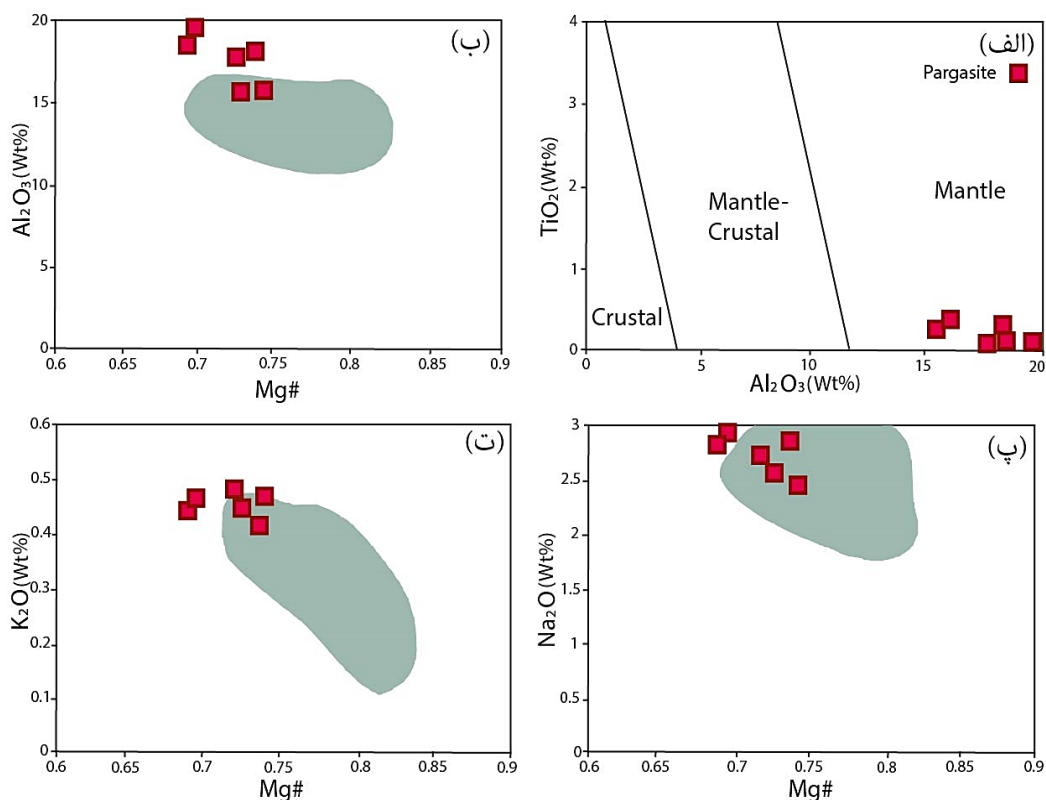 (ب)
20
15
10
5
0
Al₂O₃(Wt%)
0.6 0.65 0.7 0.75 0.8 0.85 0.9
Mg#
(الف)
Pargasite
4
3
2
1
0
TiO₂(Wt%)
Mantle
Mantle-
Crustal
Crustal
0 5 10 15 20
Al₂O₃(Wt%)
(ت)
0.6
0.5
0.4
0.3
0.2
0.1
0
K₂O(Wt%)
0.6 0.65 0.7 0.75 0.8 0.85 0.9
Mg#
(پ)
3
2.5
2
1.5
1
0.5
0
Na₂O(Wt%)
0.6 0.65 0.7 0.75 0.8 0.85 0.9
Mg#